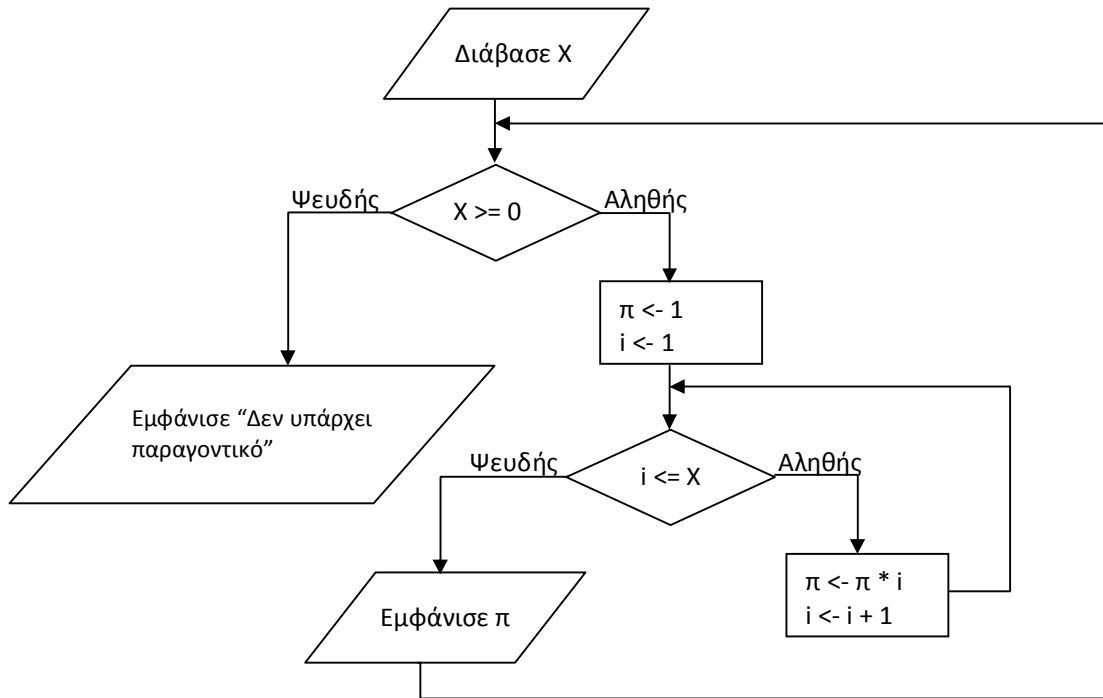 Διάβασε Χ
Ψευδής
Χ >= 0
Αληθής
π <- 1
i <- 1
Εμφάνισε “Δεν υπάρχει
παραγοντικό”
Ψευδής
i <= X
Αληθής
π <- π * i
i <- i + 1
Εμφάνισε π